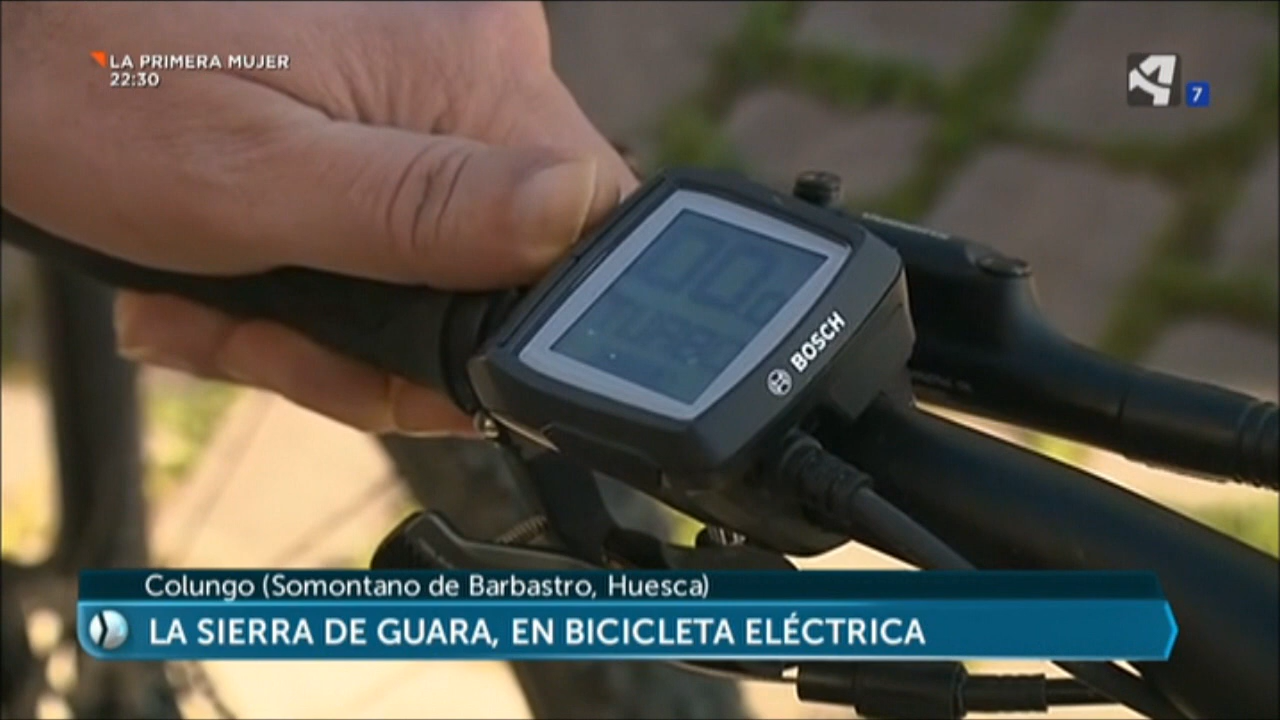 LA PRIMERA MUJER
22:30
7
BOSCH
Colungo (Somontano de Barbastro, Huesca)
LA SIERRA DE GUARA, EN BICICLETA ELÉCTRICA